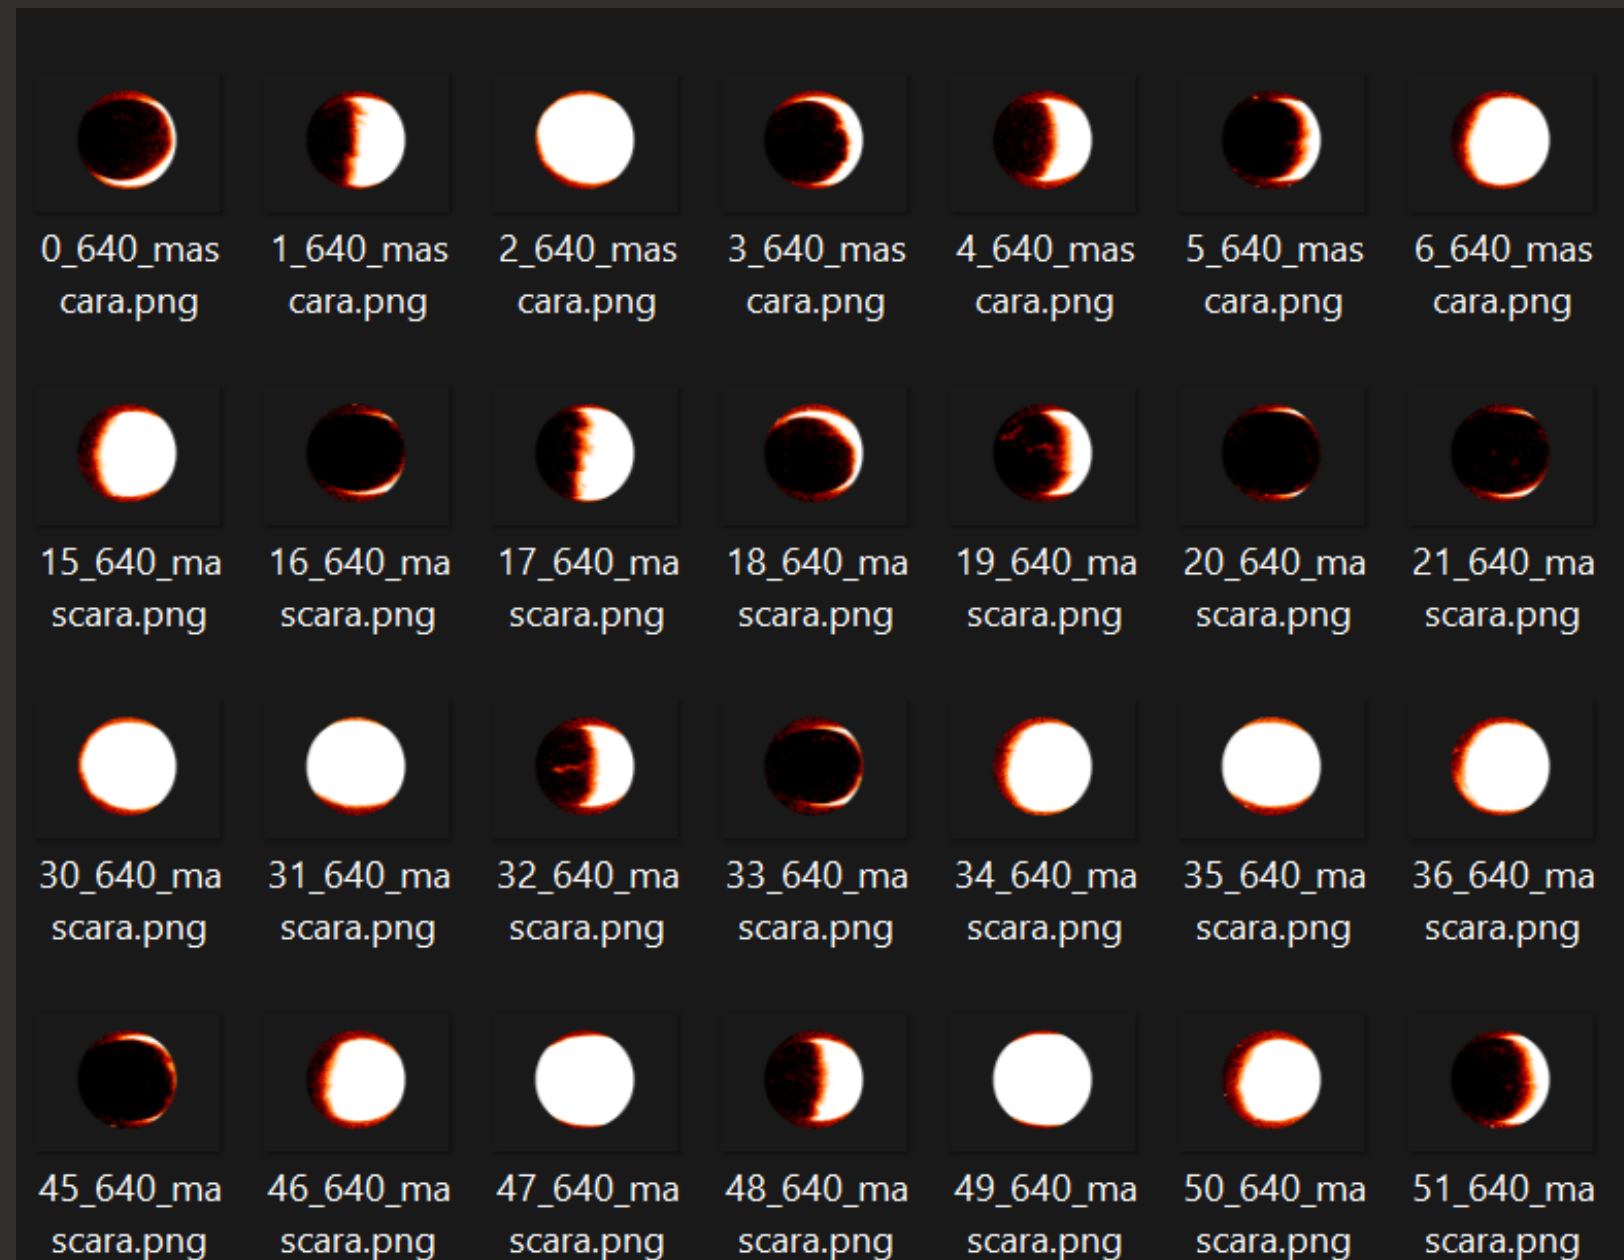 0_640_mas 1_640_mas 2_640_mas 3_640_mas 4_640_mas 5_640_mas 6_640_mas
cara.png cara.png cara.png cara.png cara.png cara.png cara.png
15_640_ma 16_640_ma 17_640_ma 18_640_ma 19_640_ma 20_640_ma 21_640_ma
scara.png scara.png scara.png scara.png scara.png scara.png scara.png
30_640_ma 31_640_ma 32_640_ma 33_640_ma 34_640_ma 35_640_ma 36_640_ma
scara.png scara.png scara.png scara.png scara.png scara.png scara.png
45_640_ma 46_640_ma 47_640_ma 48_640_ma 49_640_ma 50_640_ma 51_640_ma
scara.png scara.png scara.png scara.png scara.png scara.png scara.png